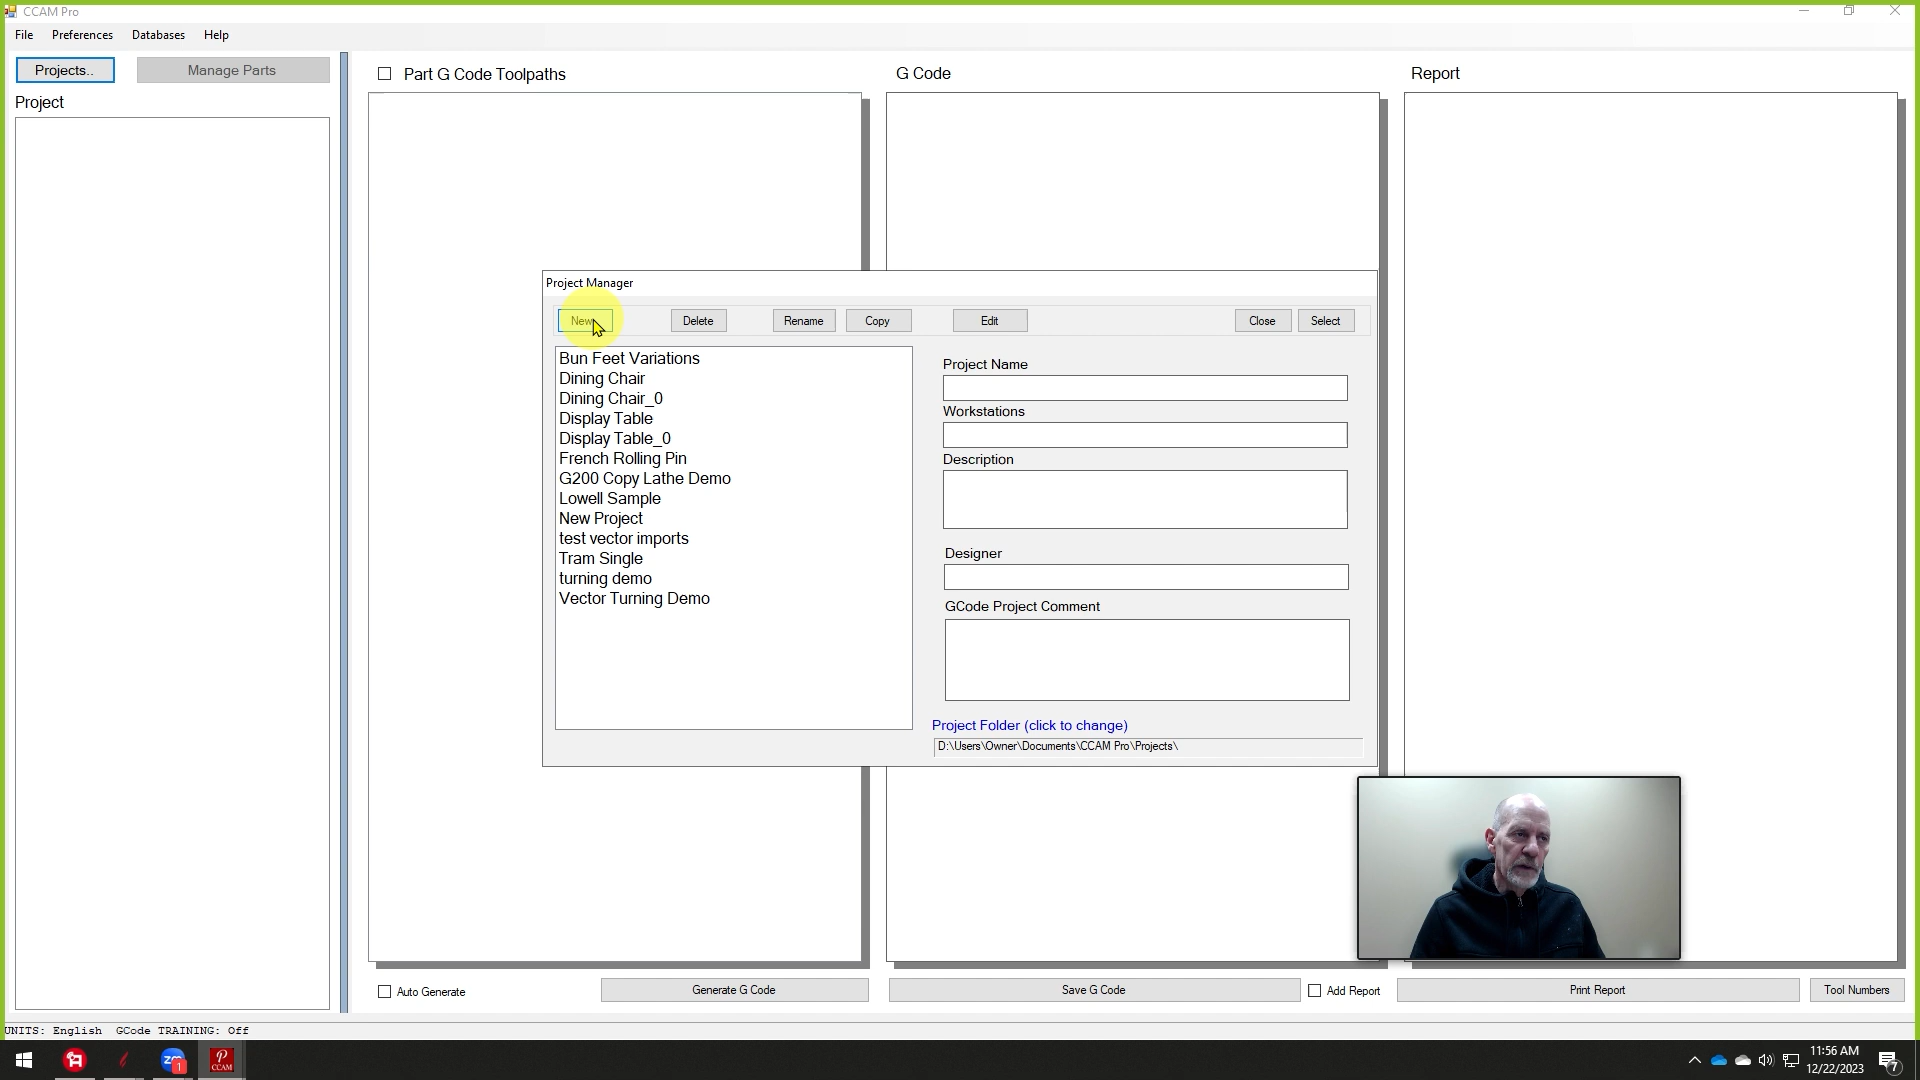 CCAM Pro
File Preferences Databases Help
Projects.. Manage Parts
Project
Part G Code Toolpaths
G Code
Report
Project Manager
New Delete Rename Copy Edit Close Select
Bun Feet Variations
Dining Chair
Dining Chair_0
Display Table
Display Table_0
French Rolling Pin
G200 Copy Lathe Demo
Lowell Sample
New Project
test vector imports
Tram Single
turning demo
Vector Turning Demo
Project Name
Workstations
Description
Designer
GCode Project Comment
Project Folder (click to change)
D:\Users\Owner\Documents\CCAM Pro\Projects\
Auto Generate Generate G Code Save G Code Add Report Print Report Tool Numbers
UNITS: English GCode TRAINING: Off
zm
1
P
CCAM
11:56 AM
12/22/2023
7